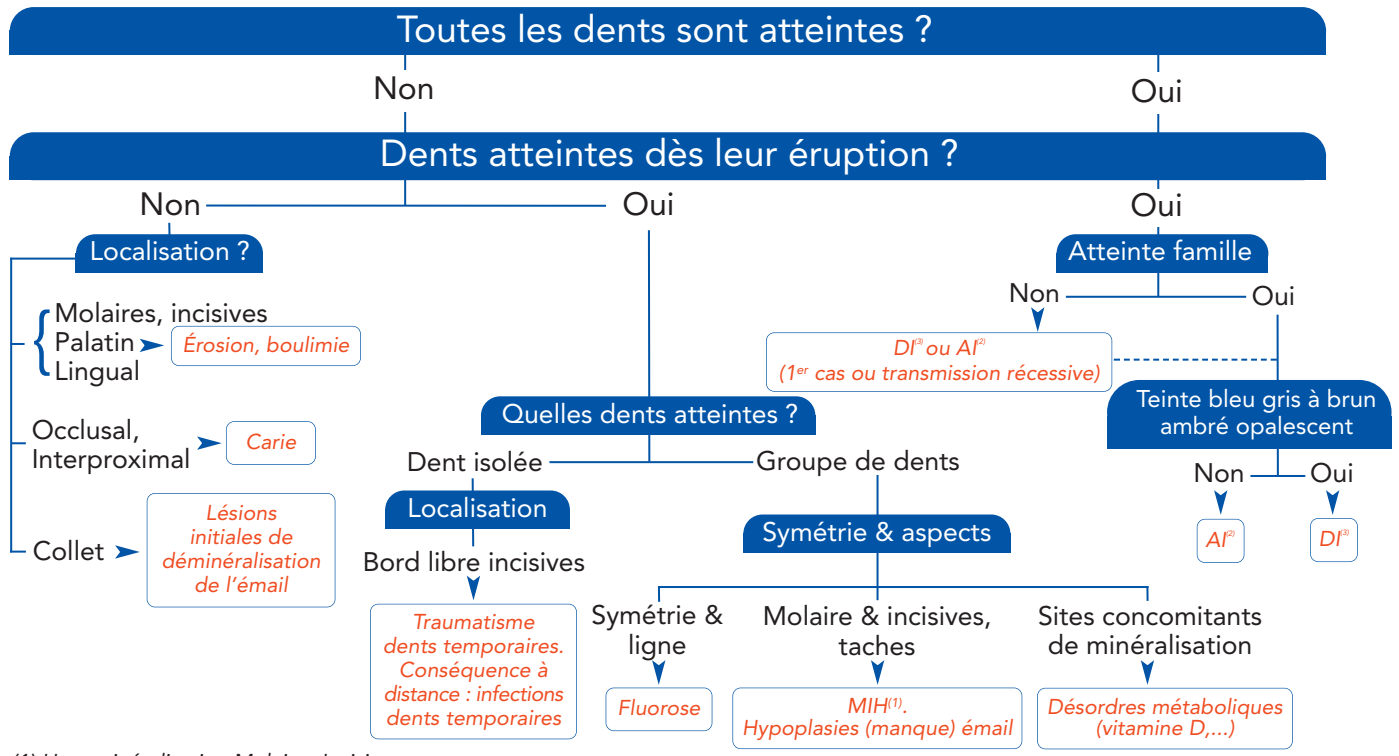 Toutes les dents sont atteintes ?
Non
Oui
Dents atteintes dès leur éruption ?
Non
Oui
Oui
Localisation ?
Molaires, incisives
Palatin
Lingual
Érosion, boulimie
Occlusal,
Interproximal
Carie
Collet
Lésions
initiales de
déminéralisation
de l'émail
Quelles dents atteintes ?
Dent isolée
Groupe de dents
Localisation
Bord libre incisives
Traumatisme
dents temporaires.
Conséquence à
distance : infections
dents temporaires
Symétrie & aspects
Symétrie &
ligne
Fluorose
Molaire & incisives,
taches
MIH(1).
Hypoplasies (manque) émail
Sites concomitants
de minéralisation
Désordres métaboliques
(vitamine D,...)
Atteinte famille
Non
Oui
DI(3) ou AI(2)
(1er cas ou transmission récessive)
Teinte bleu gris à brun
ambré opalescent
Non
Oui
AI(2)
DI(3)